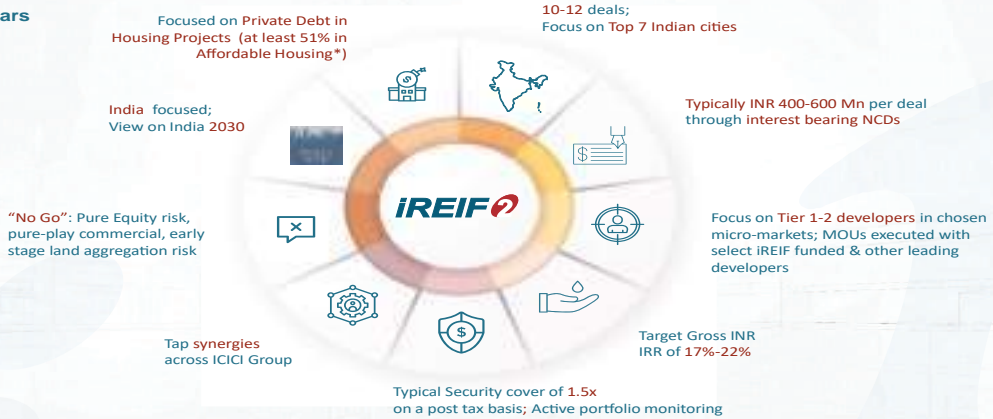 ars
10-12 deals;
Focus on Top 7 Indian cities
Focused on Private Debt in
Housing Projects (at least 51% in
Affordable Housing*)
Typically INR 400-600 Mn per deal
through interest bearing NCDs
India focused;
View on India 2030
iREIF2
"No Go": Pure Equity risk,
pure-play commercial, early
stage land aggregation risk
Focus on Tier 1-2 developers in chosen
micro-markets; MOUs executed with
select iREIF funded & other leading
developers
Tap synergies
across ICICI Group
Target Gross INR
IRR of 17%-22%
Typical Security cover of 1.5x
on a post tax basis; Active portfolio monitoring